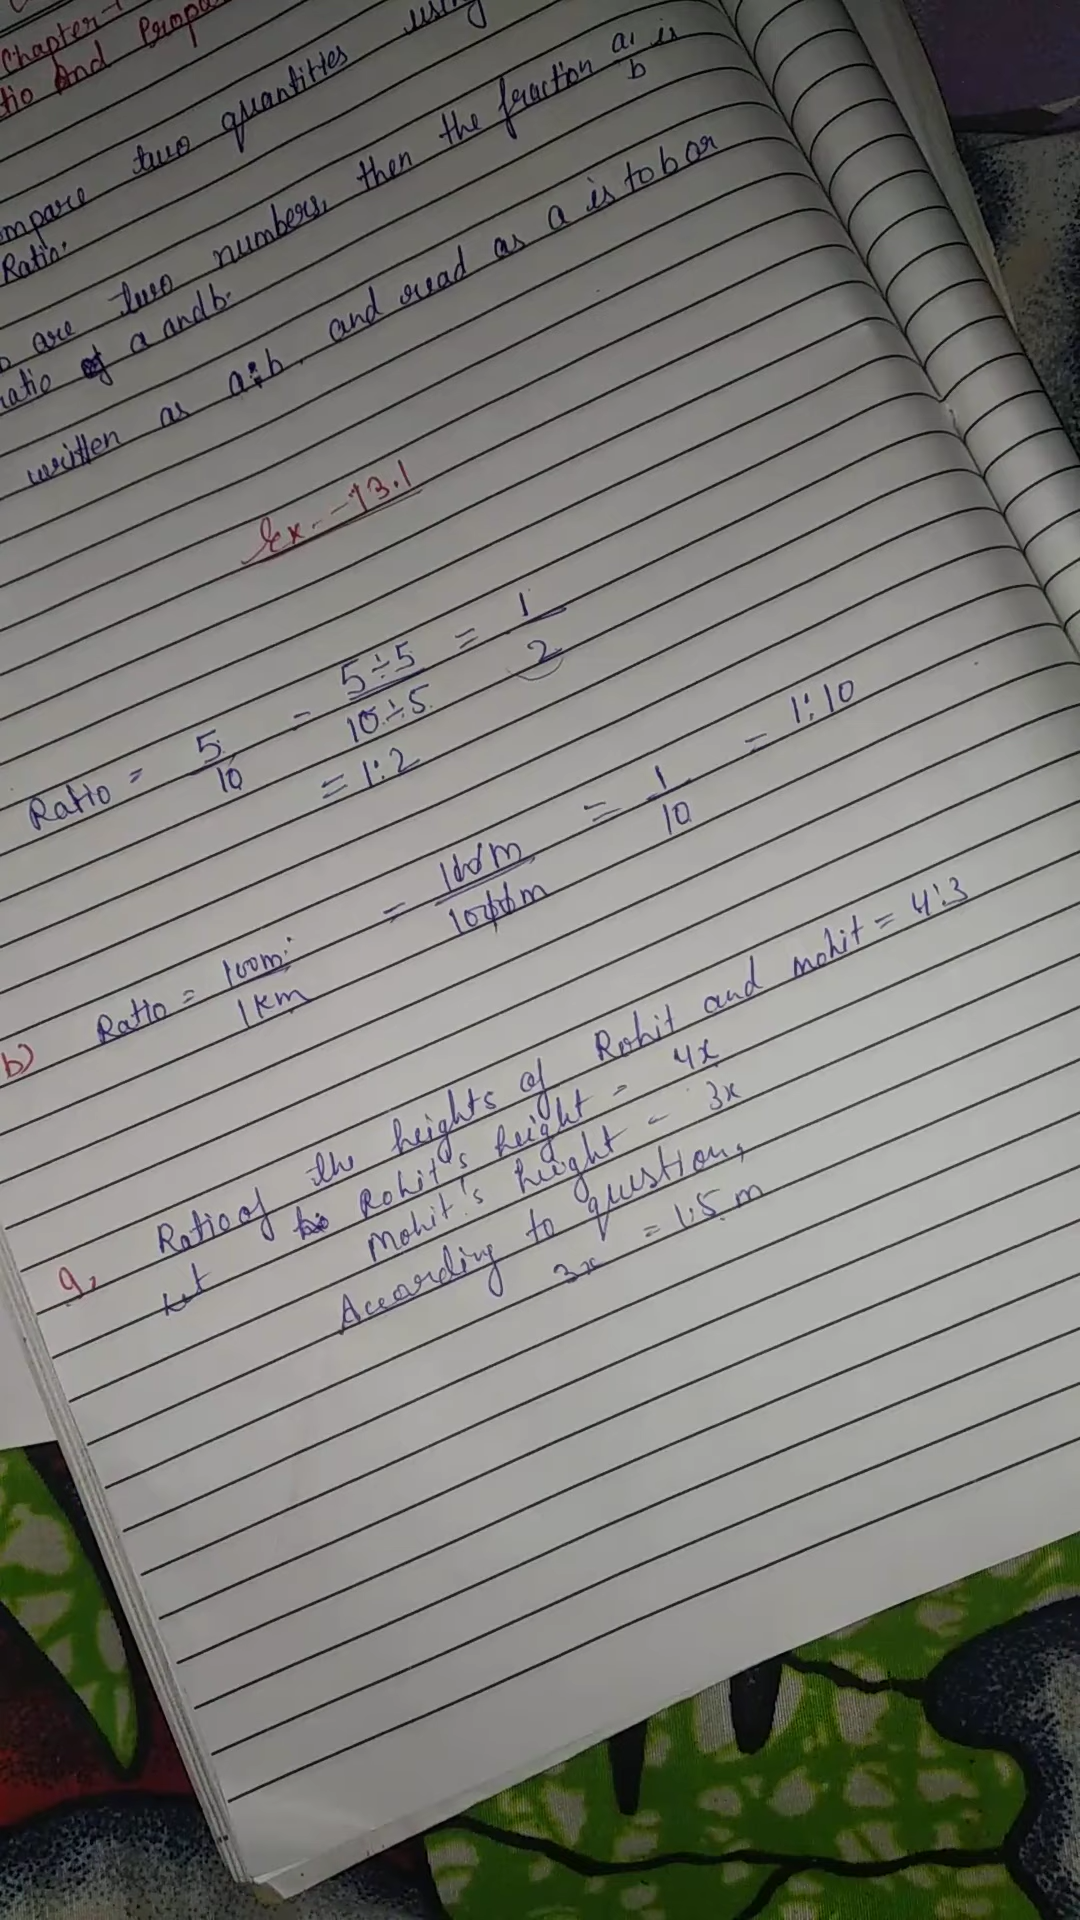 Chapter-
tio and Propo
mpare two quantities using
Ratio.
are two numbers, then the fraction a/b is
ratio of a and b.
written as a:b. and read as a is to b or
Ex--13.1
Ratio = 5/10 = 5÷5/10÷5 = 1/2
= 1:2
b) Ratio = 100m/1km = 100m/1000m = 1/10 = 1:10
9, Ratio of the heights of Rohit and mohit = 4:3
Let Rohit's height = 4x
Mohit's height = 3x
According to question,
3x = 1.5 m